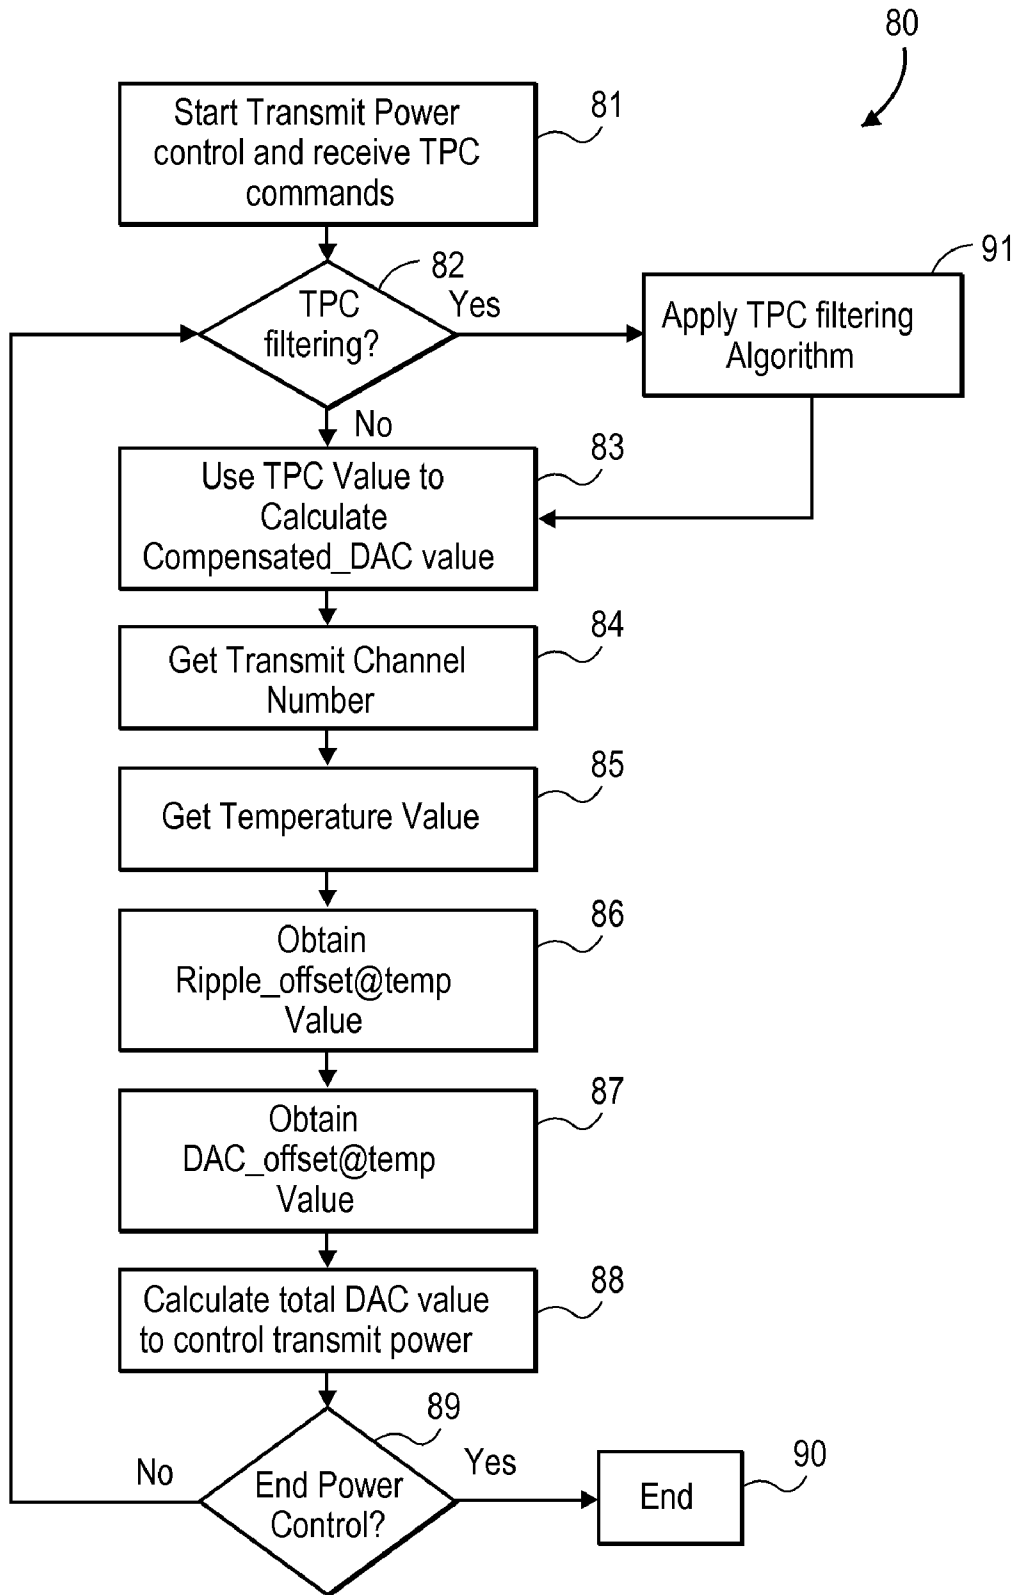 80
Start Transmit Power
control and receive TPC
commands
81
82
TPC
filtering?
Yes
No
91
Apply TPC filtering
Algorithm
83
Use TPC Value to
Calculate
Compensated_DAC value
84
Get Transmit Channel
Number
85
Get Temperature Value
86
Obtain
Ripple_offset@temp
Value
87
Obtain
DAC_offset@temp
Value
88
Calculate total DAC value
to control transmit power
89
No
End Power
Control?
Yes
End
90